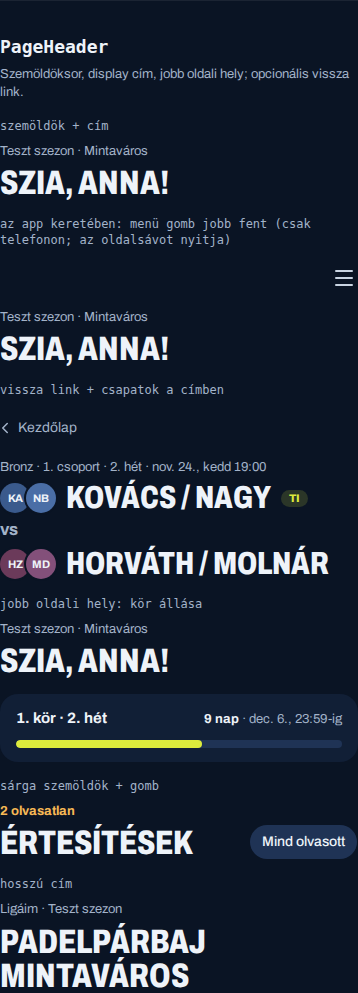 PageHeader
Szemöldöksor, display cím, jobb oldali hely; opcionális vissza
link.
szemöldök + cím
Teszt szezon · Mintaváros
SZIA, ANNA!
az app keretében: menü gomb jobb fent (csak
telefonon; az oldalsávot nyitja)
Teszt szezon · Mintaváros
SZIA, ANNA!
vissza link + csapatok a címben
Kezdőlap
Bronz · 1. csoport · 2. hét · nov. 24., kedd 19:00
KA NB KOVÁCS / NAGY TI
VS
HZ MD HORVÁTH / MOLNÁR
jobb oldali hely: kör állása
Teszt szezon · Mintaváros
SZIA, ANNA!
1. kör · 2. hét 9 nap · dec. 6., 23:59-ig
sárga szemöldök + gomb
2 olvasatlan
ÉRTESÍTÉSEK Mind olvasott
hosszú cím
Ligáim · Teszt szezon
PADELPÁRBAJ
MINTAVÁROS